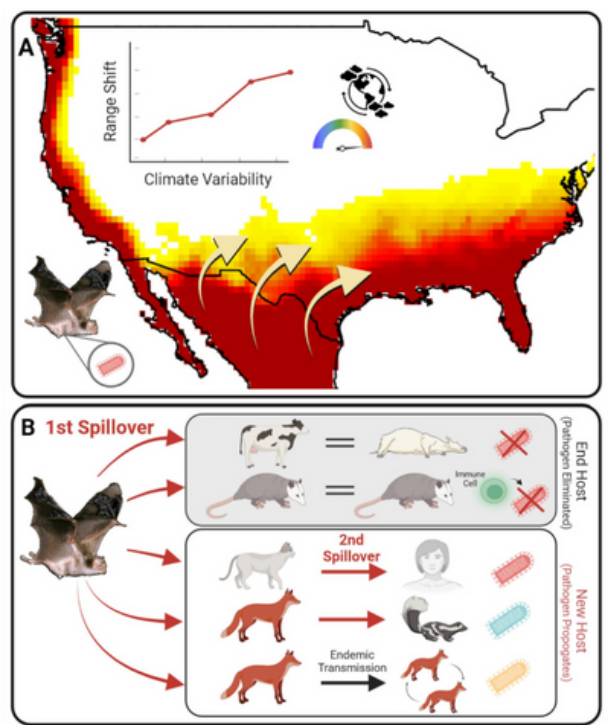 A
Range Shift
Climate Variability
B
1st Spillover
End Host
(Pathogen Eliminated)
Immune
Cell
2nd
Spillover
New Host
(Pathogen Propogates)
Endemic
Transmission